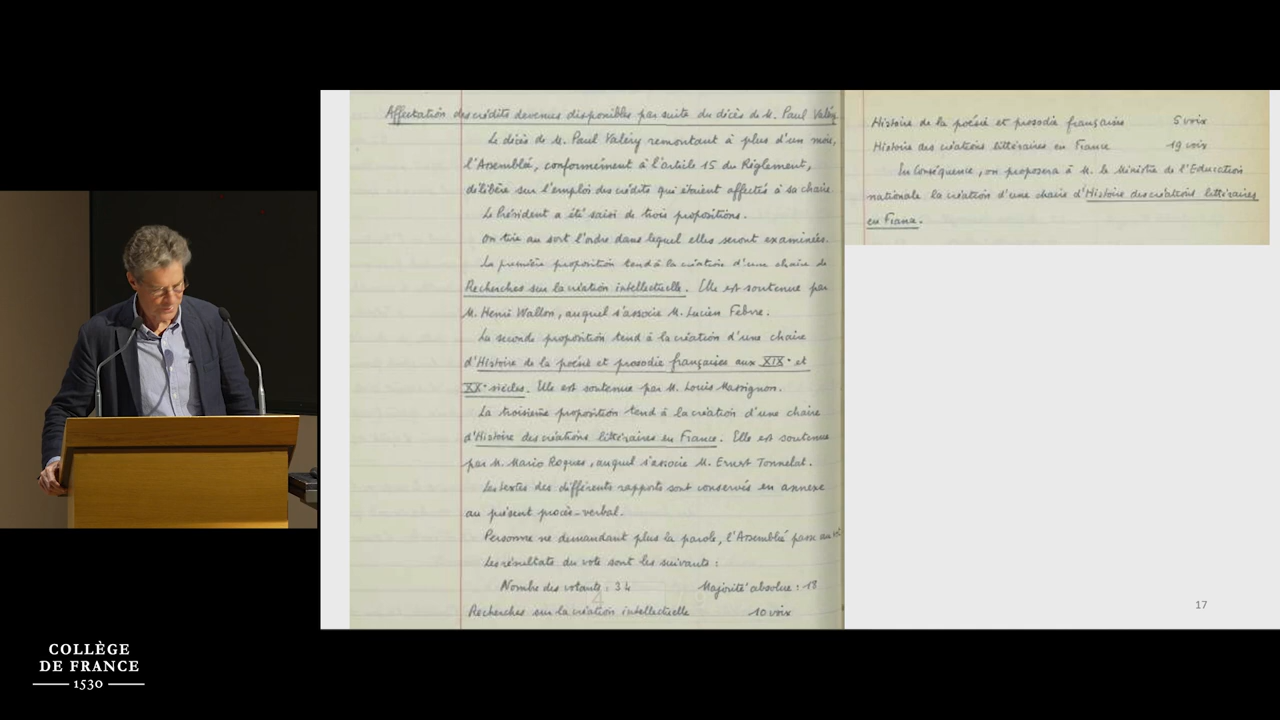 Affectation des crédits devenus disponibles par suite du décès de M. Paul Valéry
Le décès de M. Paul Valéry remontant à plus d'un mois,
l'Assemblée, conformément à l'article 15 du Règlement,
délibère sur l'emploi des crédits qui étaient affectés à sa chaire.
Le Président a été saisi de trois propositions.
On tire au sort l'ordre dans lequel elles seront examinées.
La première proposition tend à la création d'une chaire de
Recherches sur la création intellectuelle. Elle est soutenue par
M. Henri Wallon, auquel s'associe M. Lucien Febvre.
La seconde proposition tend à la création d'une chaire
d'Histoire de la poésie et prosodie françaises aux XIXe et
XXe siècles. Elle est soutenue par M. Louis Massignon.
La troisième proposition tend à la création d'une chaire
d'Histoire des créations littéraires en France. Elle est soutenue
par M. Mario Roques, auquel s'associe M. Ernest Tonnelat.
Les textes des différents rapports sont conservés en annexe
au présent procès-verbal.
Personne ne demandant plus la parole, l'Assemblée passe au
Les résultats du vote sont les suivants :
Nombre des votants : 34 Majorité absolue : 18
Recherches sur la création intellectuelle 10 voix
Histoire de la poésie et prosodie françaises 5 voix
Histoire des créations littéraires en France 19 voix
En conséquence, on proposera à M. le Ministre de l'Education
nationale la création d'une chaire d'Histoire des créations littéraires
en France.
17
COLLÈGE
DE FRANCE
1530